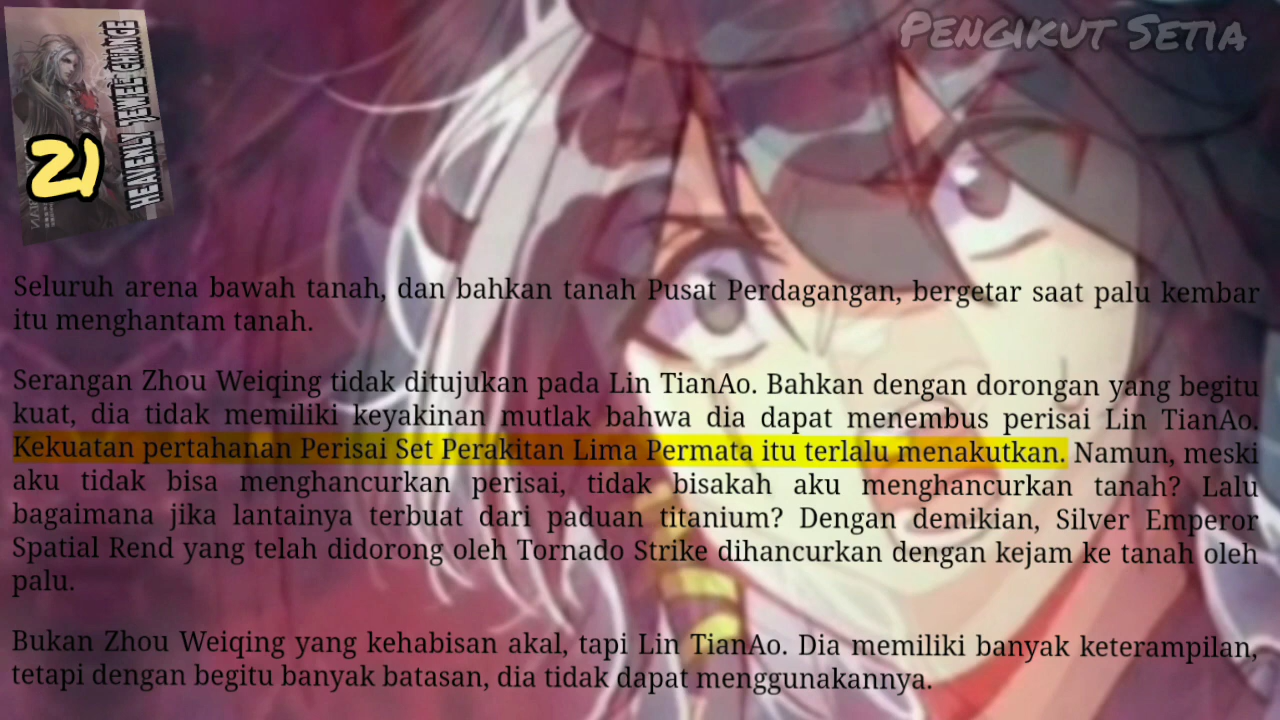 Pengikut Setia
HEAVENLY JEWEL CHANGE
21
Seluruh arena bawah tanah, dan bahkan tanah Pusat Perdagangan, bergetar saat palu kembar
itu menghantam tanah.
Serangan Zhou Weiqing tidak ditujukan pada Lin TianAo. Bahkan dengan dorongan yang begitu
kuat, dia tidak memiliki keyakinan mutlak bahwa dia dapat menembus perisai Lin TianAo.
Kekuatan pertahanan Perisai Set Perakitan Lima Permata itu terlalu menakutkan. Namun, meski
aku tidak bisa menghancurkan perisai, tidak bisakah aku menghancurkan tanah? Lalu
bagaimana jika lantainya terbuat dari paduan titanium? Dengan demikian, Silver Emperor
Spatial Rend yang telah didorong oleh Tornado Strike dihancurkan dengan kejam ke tanah oleh
palu.
Bukan Zhou Weiqing yang kehabisan akal, tapi Lin TianAo. Dia memiliki banyak keterampilan,
tetapi dengan begitu banyak batasan, dia tidak dapat menggunakannya.